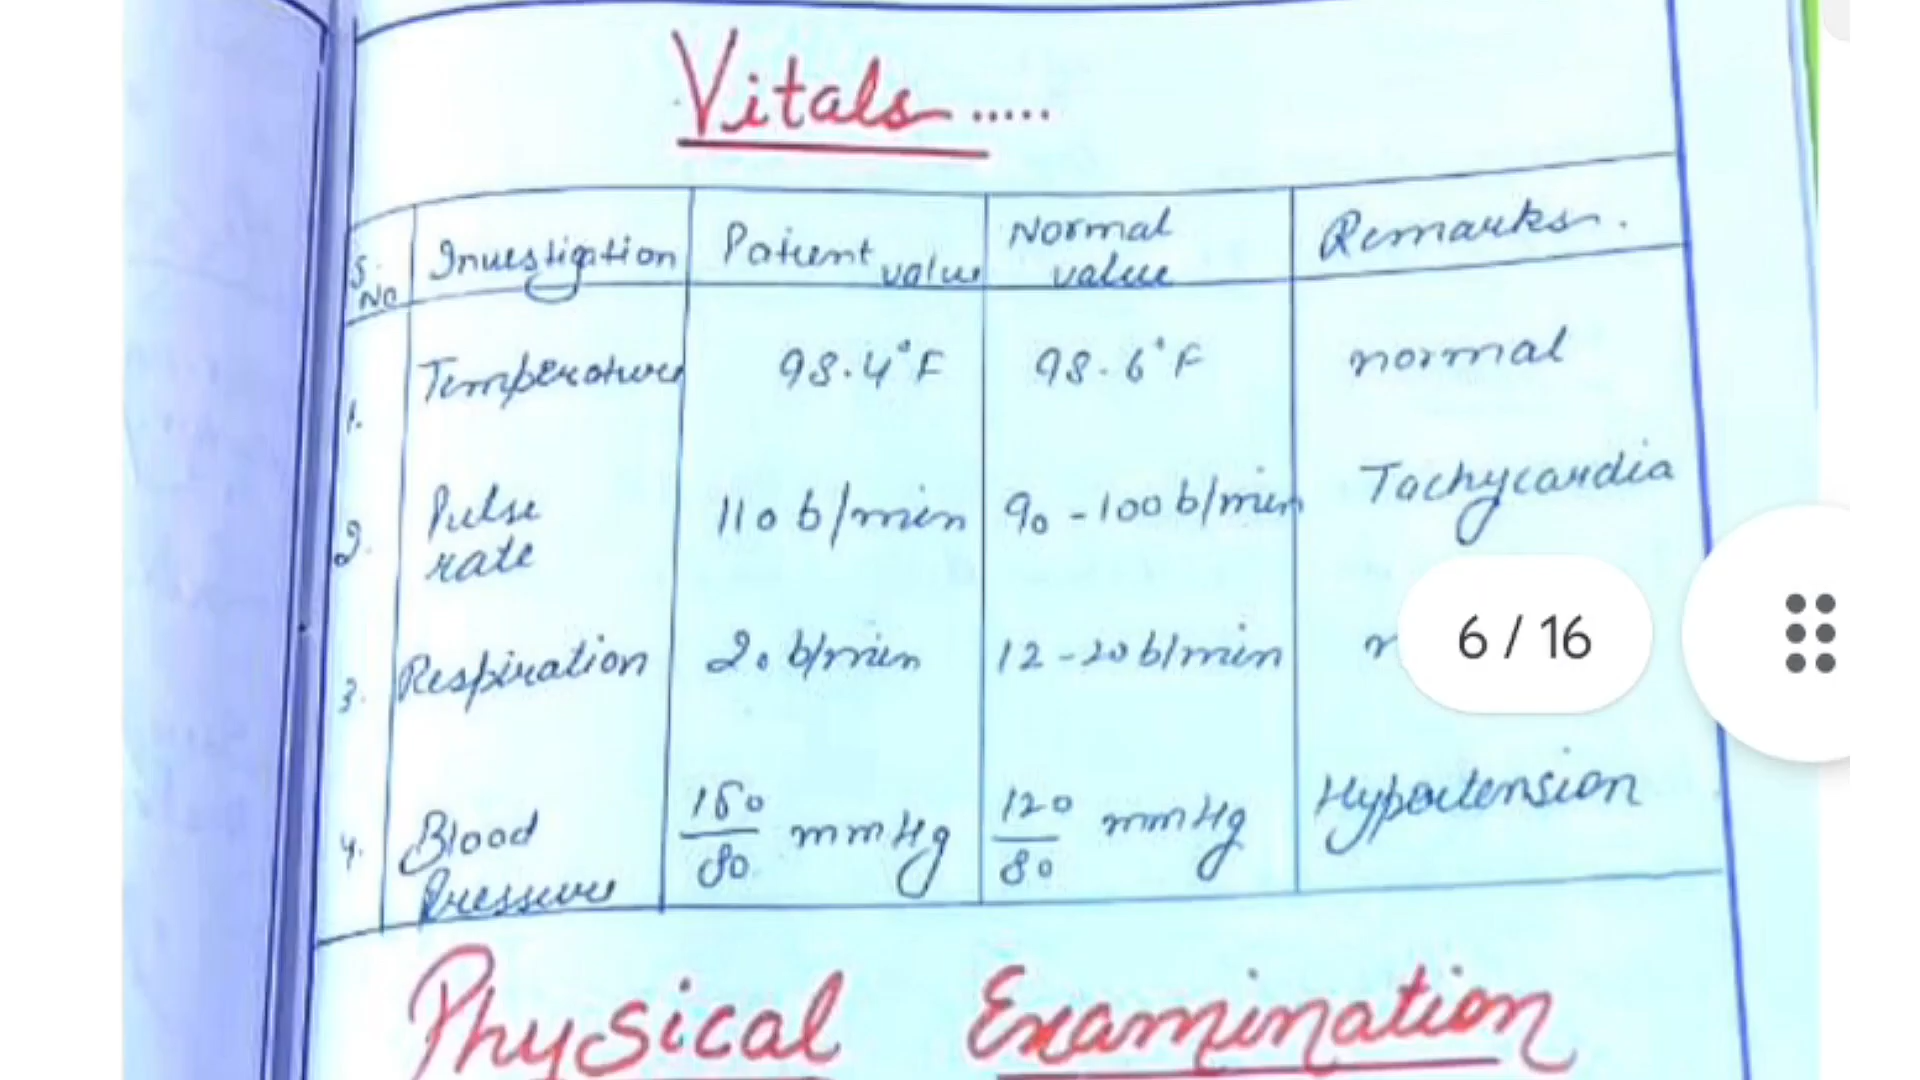 Vitals.....
S. No Investigation Patient value Normal value Remarks.
1. Temperature 98.4°F 98.6°F normal
2. Pulse rate 110 b/min 90-100 b/min Tachycardia
3. Respiration 20 b/min 12-20 b/min
4. Blood Pressure 150/80 mmHg 120/80 mmHg Hypertension
6 / 16
Physical Examination